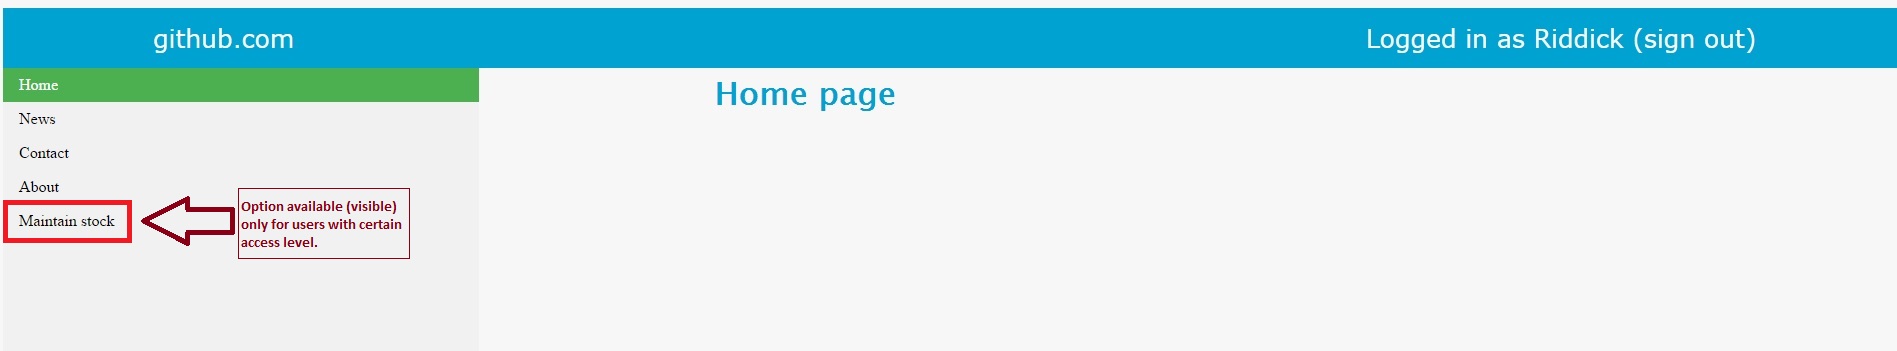 github.com
Logged in as Riddick (sign out)
Home
Home page
News
Contact
About
Maintain stock
Option available (visible)
only for users with certain
access level.